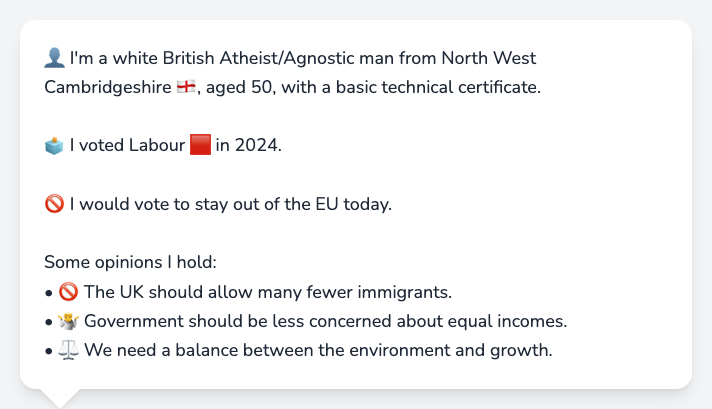 👤 I'm a white British Atheist/Agnostic man from North West
Cambridgeshire 🏴󠁧󠁢󠁥󠁮󠁧󠁿, aged 50, with a basic technical certificate.
🗳️ I voted Labour 🟥 in 2024.
🚫 I would vote to stay out of the EU today.
Some opinions I hold:
• 🚫 The UK should allow many fewer immigrants.
• 🤷 Government should be less concerned about equal incomes.
• ⚖️ We need a balance between the environment and growth.